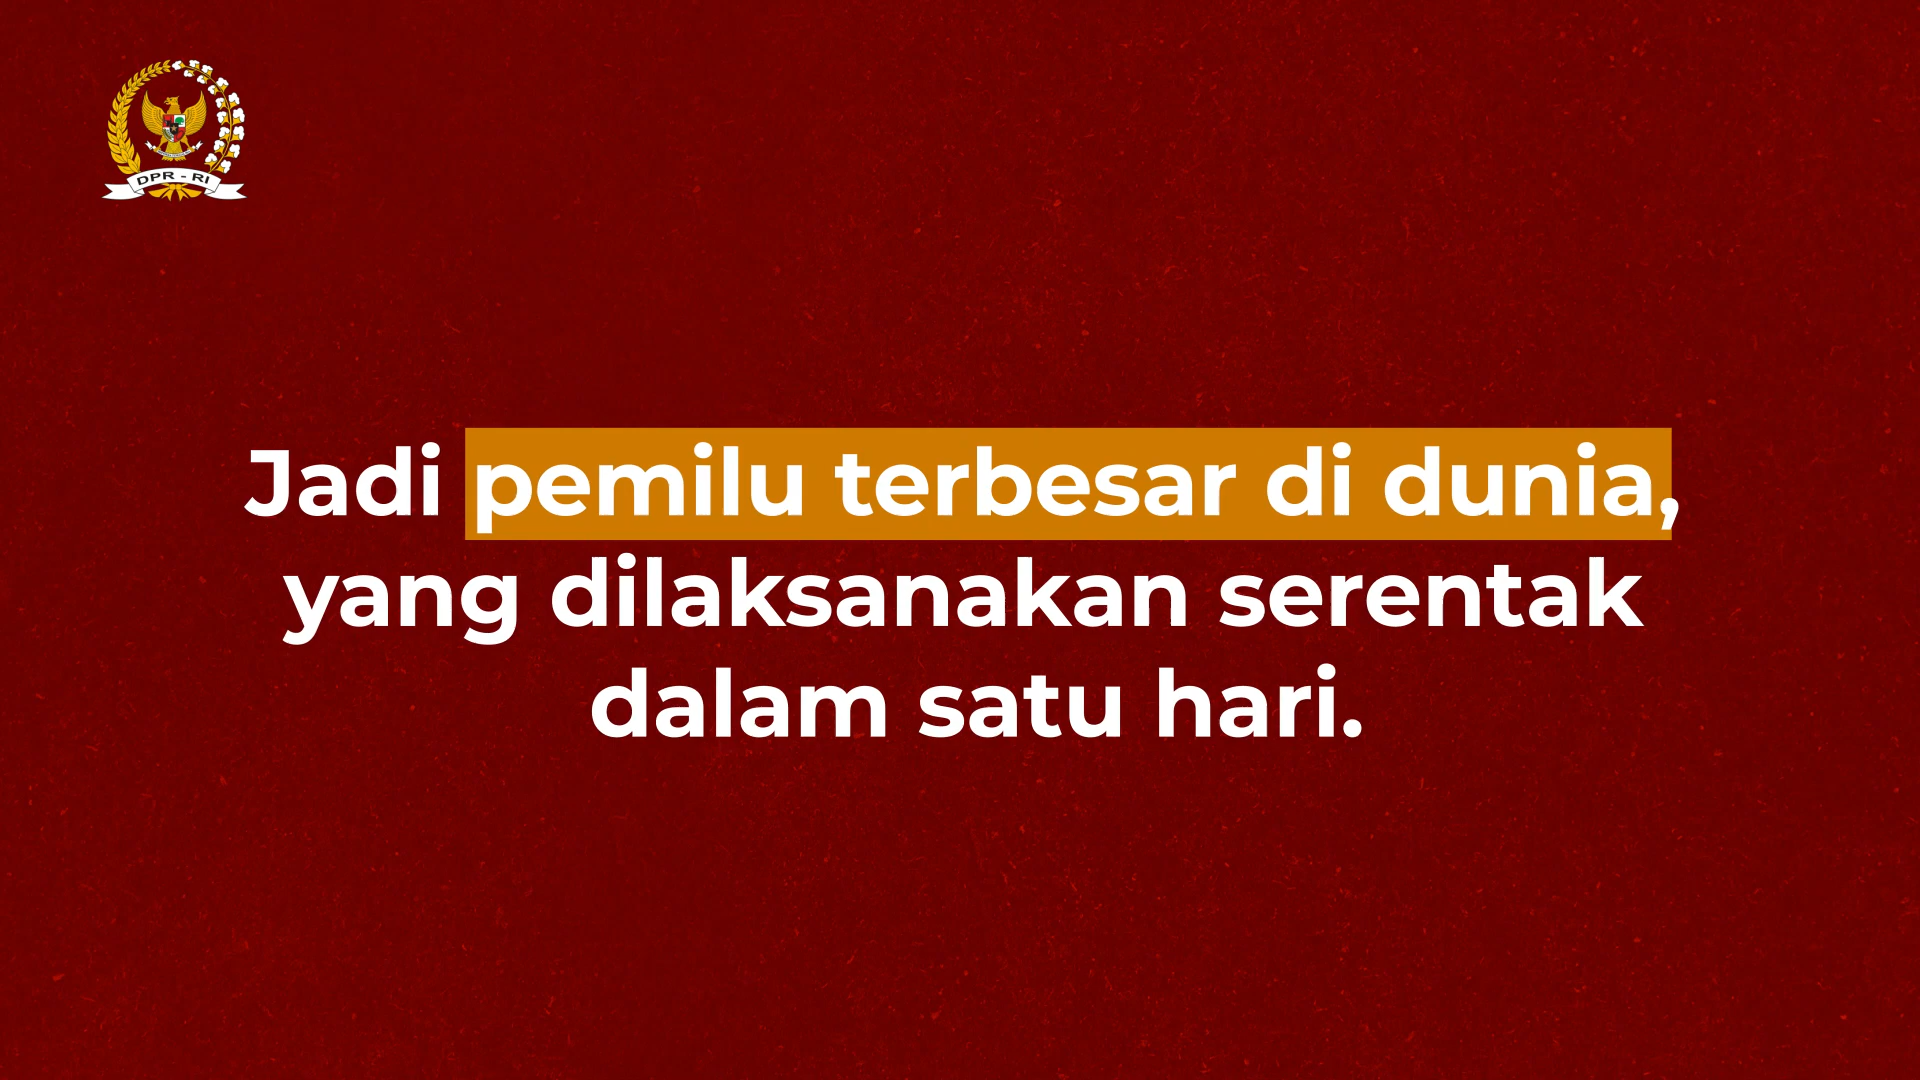 DPR - RI
Jadi pemilu terbesar di dunia,
yang dilaksanakan serentak
dalam satu hari.